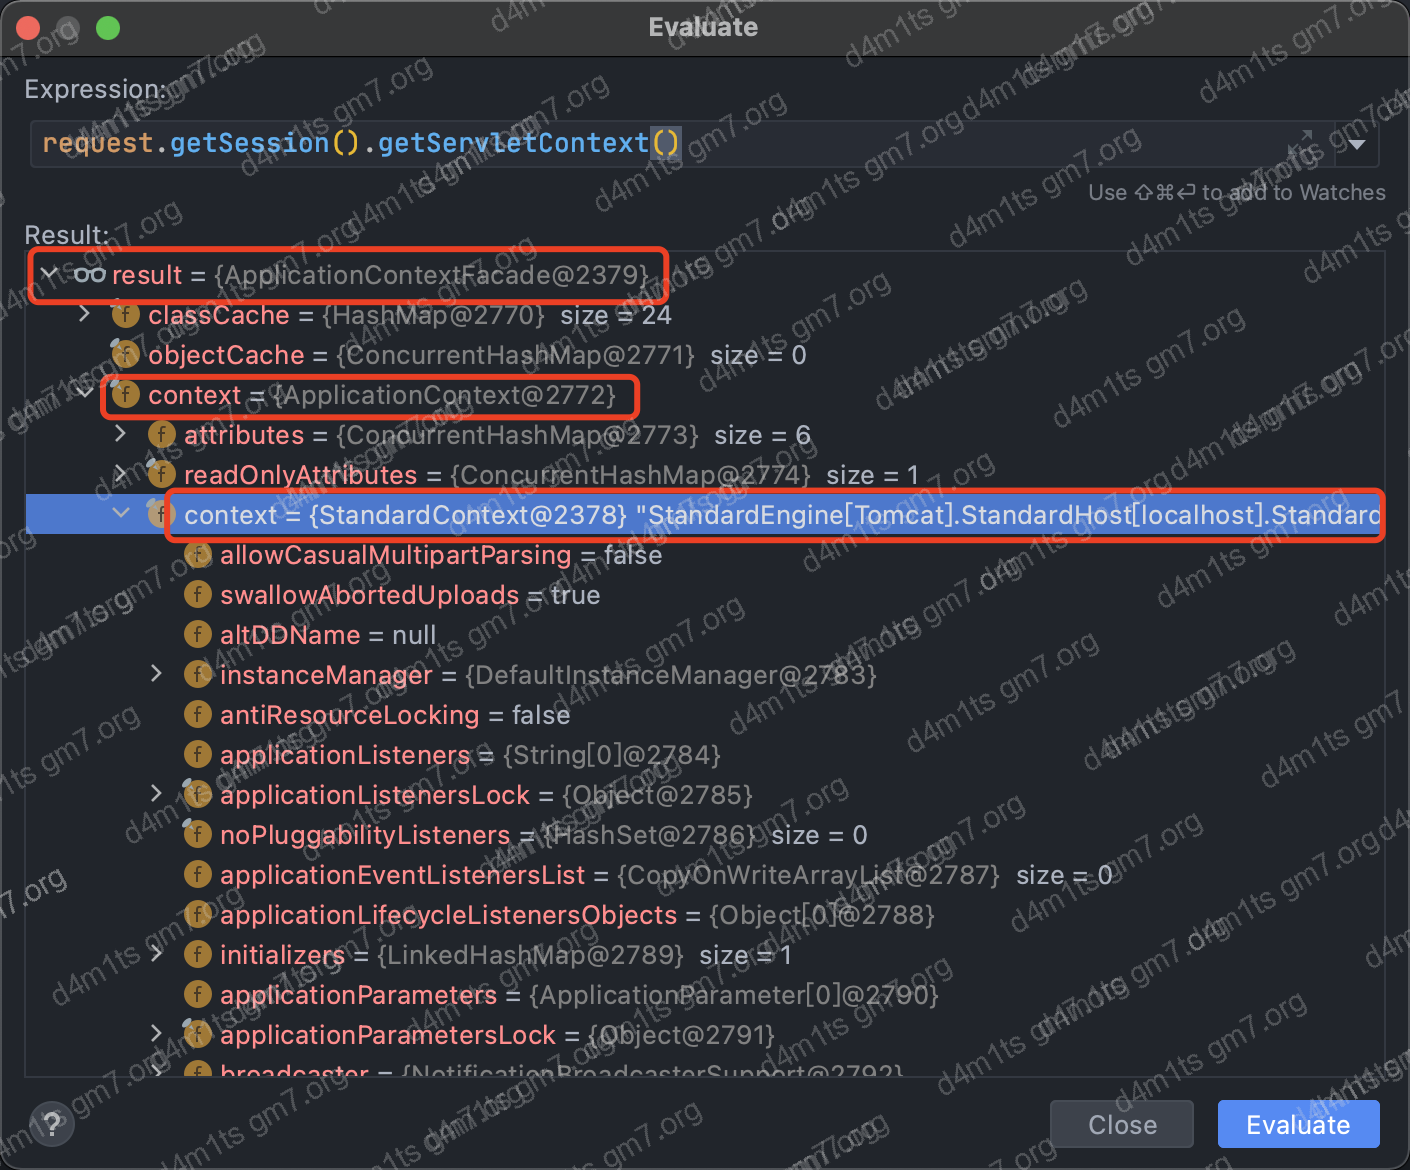 Evaluate
Expression:
request.getSession().getServletContext()
Use ⇧⌘⏎ to add to Watches
Result:
result = {ApplicationContextFacade@2379}
classCache = {HashMap@2770} size = 24
objectCache = {ConcurrentHashMap@2771} size = 0
context = {ApplicationContext@2772}
attributes = {ConcurrentHashMap@2773} size = 6
readOnlyAttributes = {ConcurrentHashMap@2774} size = 1
context = {StandardContext@2378} "StandardEngine[Tomcat].StandardHost[localhost].Standard
allowCasualMultipartParsing = false
swallowAbortedUploads = true
altDDName = null
instanceManager = {DefaultInstanceManager@2783}
antiResourceLocking = false
applicationListeners = {String[0]@2784}
applicationListenersLock = {Object@2785}
noPluggabilityListeners = {HashSet@2786} size = 0
applicationEventListenersList = {CopyOnWriteArrayList@2787} size = 0
applicationLifecycleListenersObjects = {Object[0]@2788}
initializers = {LinkedHashMap@2789} size = 1
applicationParameters = {ApplicationParameter[0]@2790}
applicationParametersLock = {Object@2791}
broadcaster = {NotificationBroadcasterSupport@2792}
?
Close
Evaluate
d4m1ts gm7.org